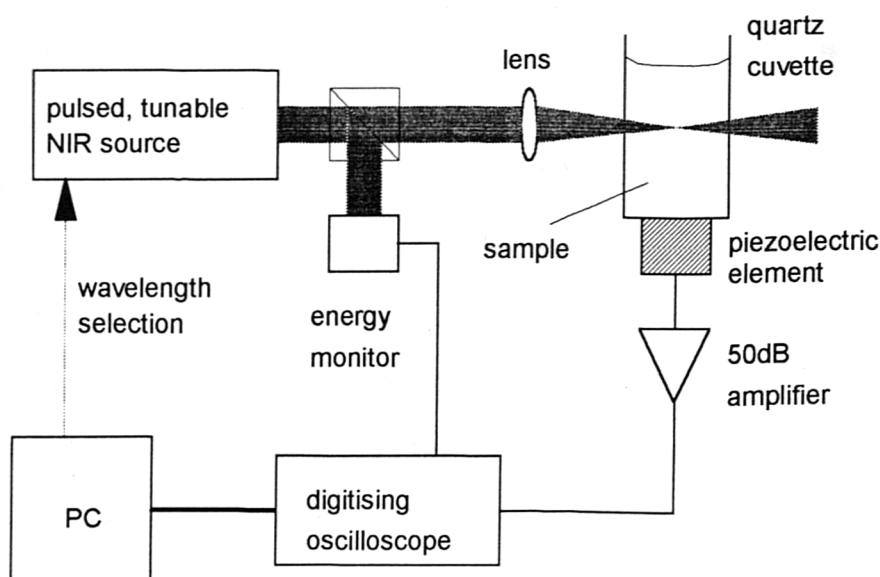 quartz
cuvette
lens
pulsed, tunable
NIR source
sample
piezoelectric
element
wavelength
selection
energy
monitor
50dB
amplifier
PC
digitising
oscilloscope